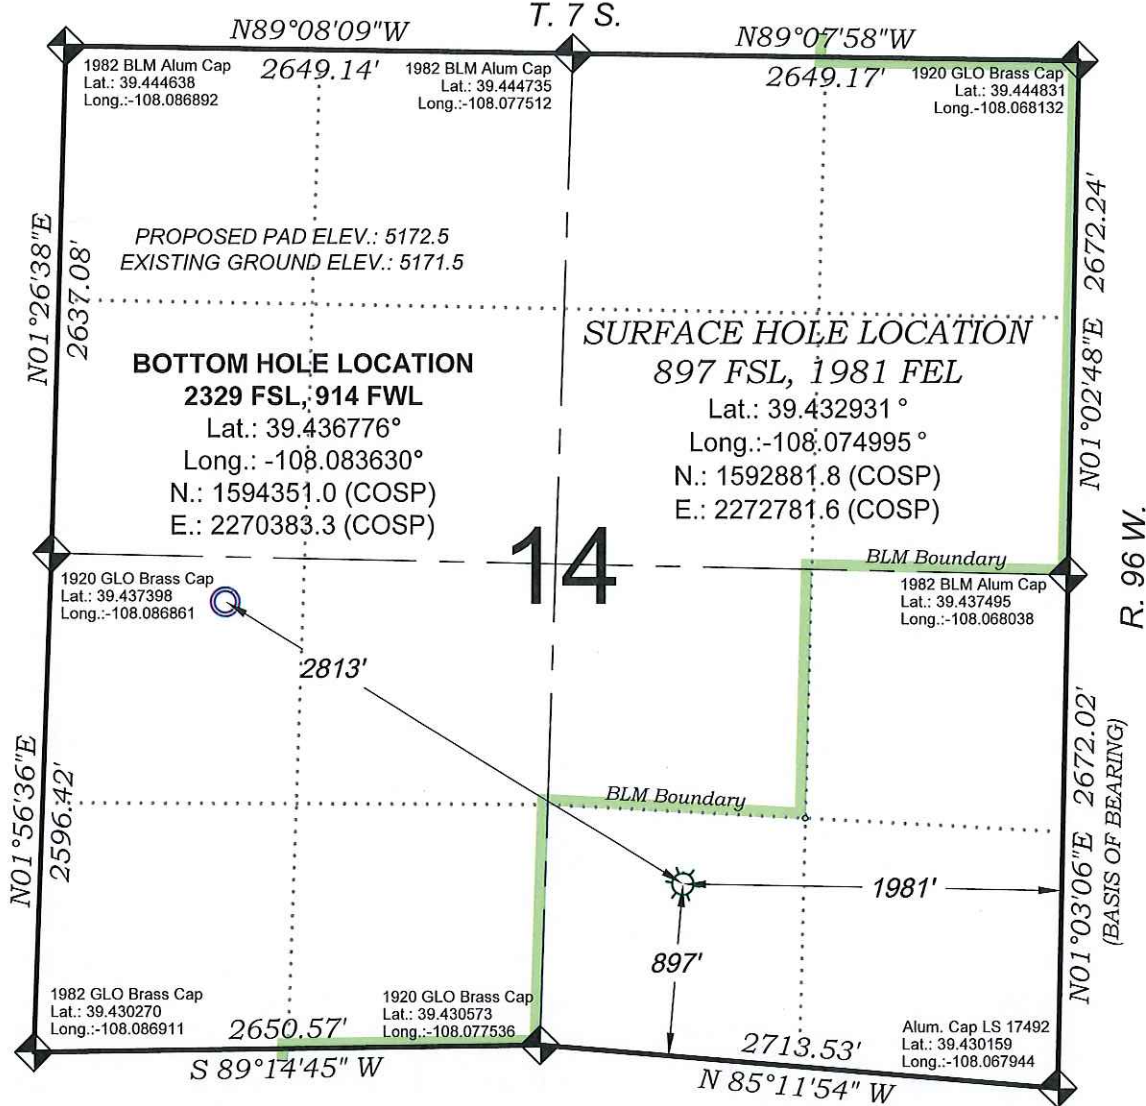 T. 7 S.
N89°08'09"W
N89°07'58"W
2649.14'
2649.17'
1982 BLM Alum Cap
Lat.: 39.444638
Long.:-108.086892
1982 BLM Alum Cap
Lat.: 39.444735
Long.:-108.077512
1920 GLO Brass Cap
Lat.: 39.444831
Long.-108.068132
N01°26'38"E
2637.08'
PROPOSED PAD ELEV.: 5172.5
EXISTING GROUND ELEV.: 5171.5
N01°02'48"E 2672.24'
BOTTOM HOLE LOCATION
2329 FSL, 914 FWL
Lat.: 39.436776°
Long.: -108.083630°
N.: 1594351.0 (COSP)
E.: 2270383.3 (COSP)
SURFACE HOLE LOCATION
897 FSL, 1981 FEL
Lat.: 39.432931 °
Long.:-108.074995 °
N.: 1592881.8 (COSP)
E.: 2272781.6 (COSP)
14
R. 96 W.
BLM Boundary
1920 GLO Brass Cap
Lat.: 39.437398
Long.:-108.086861
1982 BLM Alum Cap
Lat.: 39.437495
Long.:-108.068038
2813'
N01°56'36"E
2596.42'
BLM Boundary
N01°03'06"E 2672.02'
(BASIS OF BEARING)
1981'
897'
1982 GLO Brass Cap
Lat.: 39.430270
Long.:-108.086911
1920 GLO Brass Cap
Lat.: 39.430573
Long.:-108.077536
Alum. Cap LS 17492
Lat.: 39.430159
Long.:-108.067944
2650.57'
S 89°14'45" W
2713.53'
N 85°11'54" W